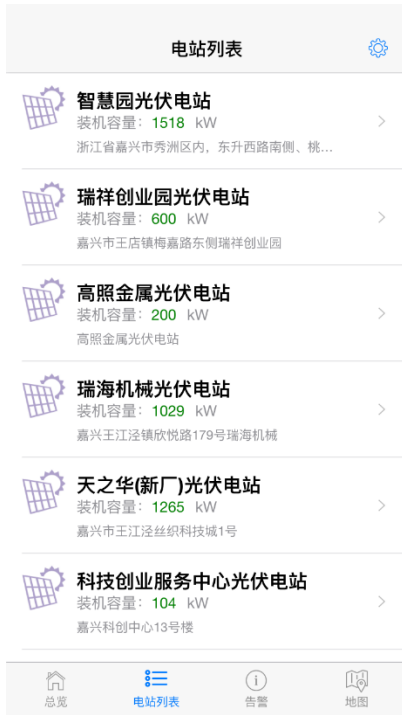 电站列表
智慧园光伏电站
装机容量：1518 kW
浙江省嘉兴市秀洲区内，东升西路南侧、桃...
瑞祥创业园光伏电站
装机容量：600 kW
嘉兴市王店镇梅嘉路东侧瑞祥创业园
高照金属光伏电站
装机容量：200 kW
高照金属光伏电站
瑞海机械光伏电站
装机容量：1029 kW
嘉兴王江泾镇欣悦路179号瑞海机械
天之华(新厂)光伏电站
装机容量：1265 kW
嘉兴市王江泾丝织科技城1号
科技创业服务中心光伏电站
装机容量：104 kW
嘉兴科创中心13号楼
总览 电站列表 告警 地图